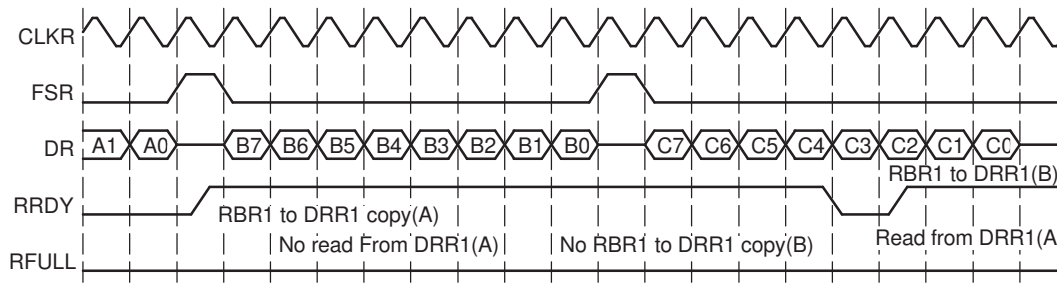 CLKR
FSR
DR A1 A0 B7 B6 B5 B4 B3 B2 B1 B0 C7 C6 C5 C4 C3 C2 C1 C0
RBR1 to DRR1(B)
RRDY
RBR1 to DRR1 copy(A)
No read From DRR1(A) No RBR1 to DRR1 copy(B) Read from DRR1(A
RFULL